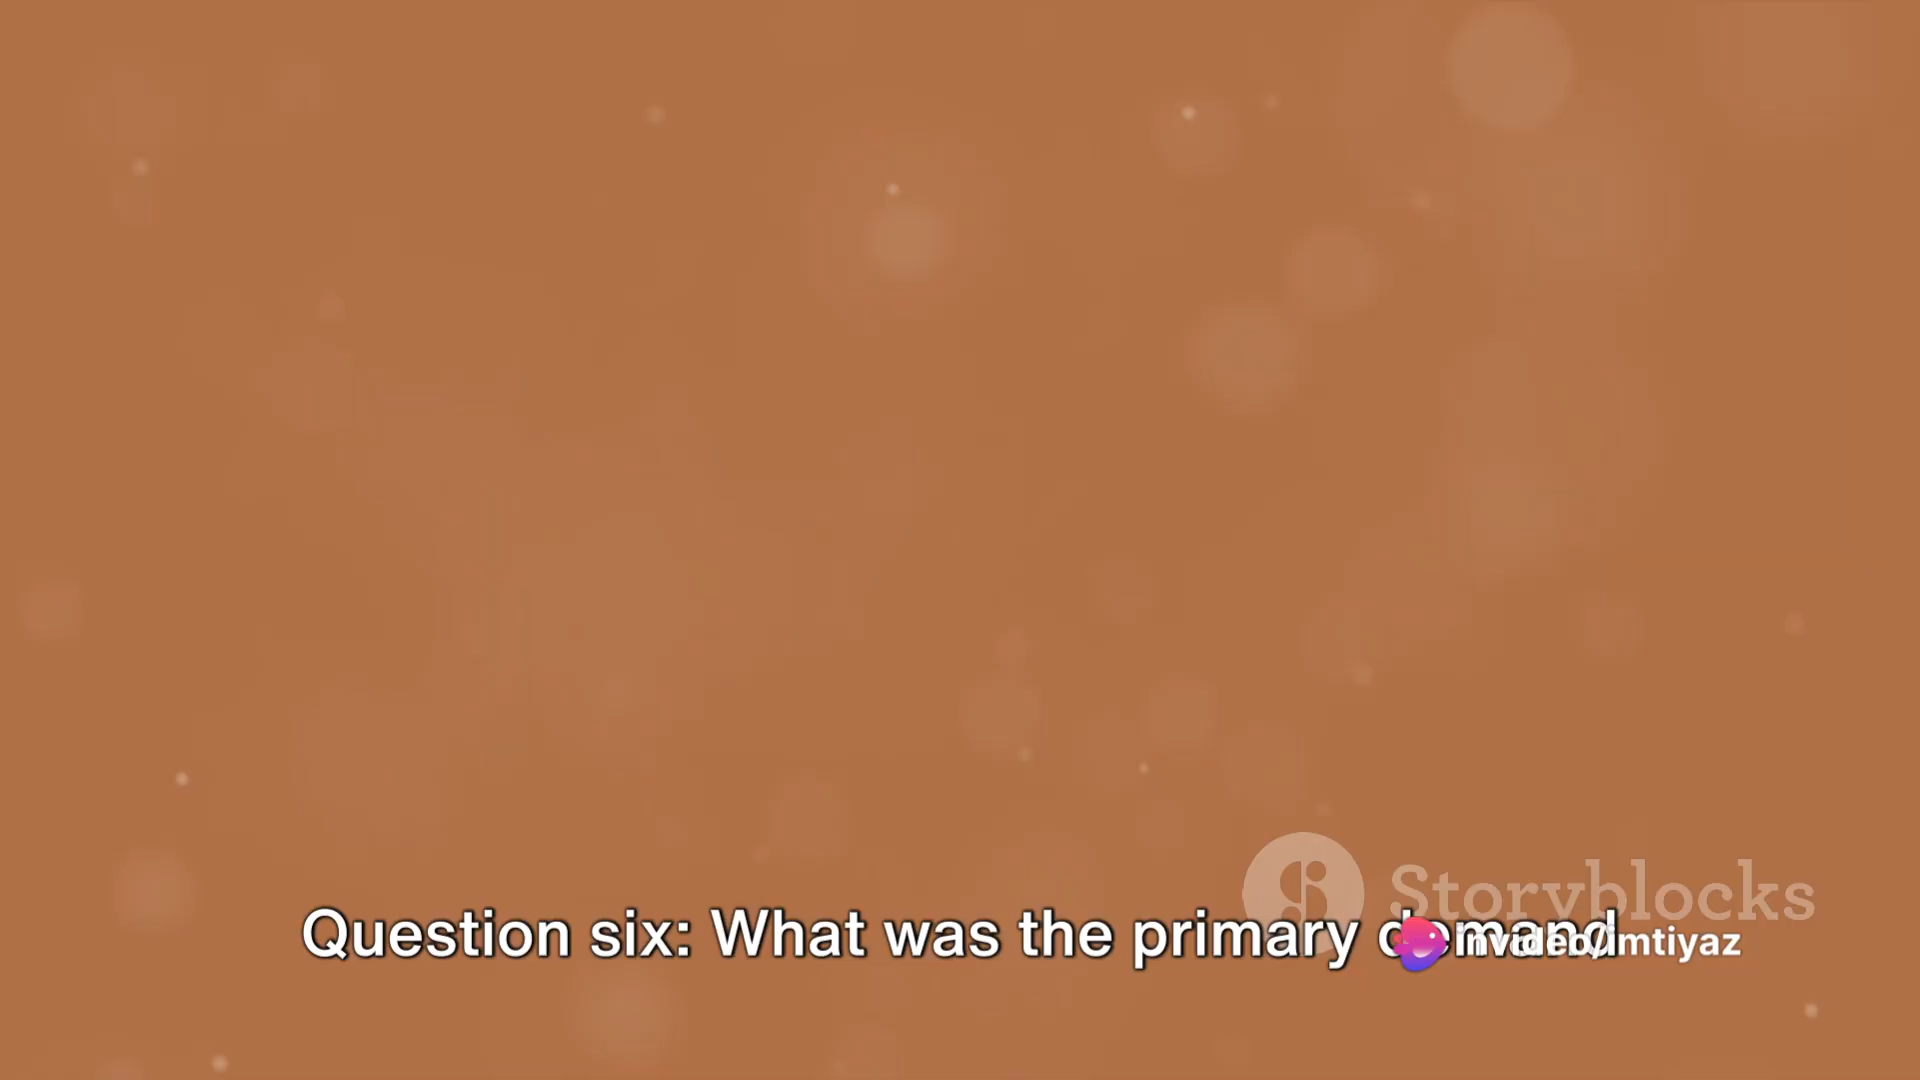 Storyblocks
Question six: What was the primary demand
invideo/imtiyaz